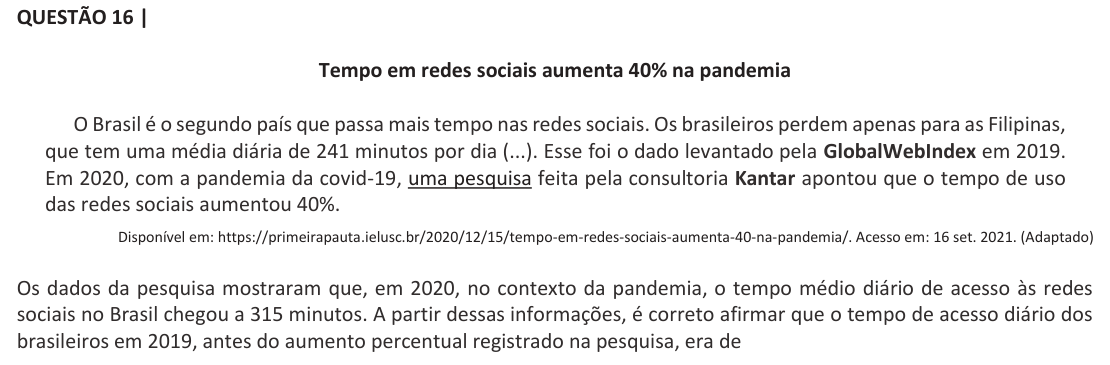 QUESTÃO 16 |
Tempo em redes sociais aumenta 40% na pandemia
O Brasil é o segundo país que passa mais tempo nas redes sociais. Os brasileiros perdem apenas para as Filipinas,
que tem uma média diária de 241 minutos por dia (...). Esse foi o dado levantado pela GlobalWebIndex em 2019.
Em 2020, com a pandemia da covid-19, uma pesquisa feita pela consultoria Kantar apontou que o tempo de uso
das redes sociais aumentou 40%.
Disponível em: https://primeirapauta.ielusc.br/2020/12/15/tempo-em-redes-sociais-aumenta-40-na-pandemia/. Acesso em: 16 set. 2021. (Adaptado)
Os dados da pesquisa mostraram que, em 2020, no contexto da pandemia, o tempo médio diário de acesso às redes
sociais no Brasil chegou a 315 minutos. A partir dessas informações, é correto afirmar que o tempo de acesso diário dos
brasileiros em 2019, antes do aumento percentual registrado na pesquisa, era de